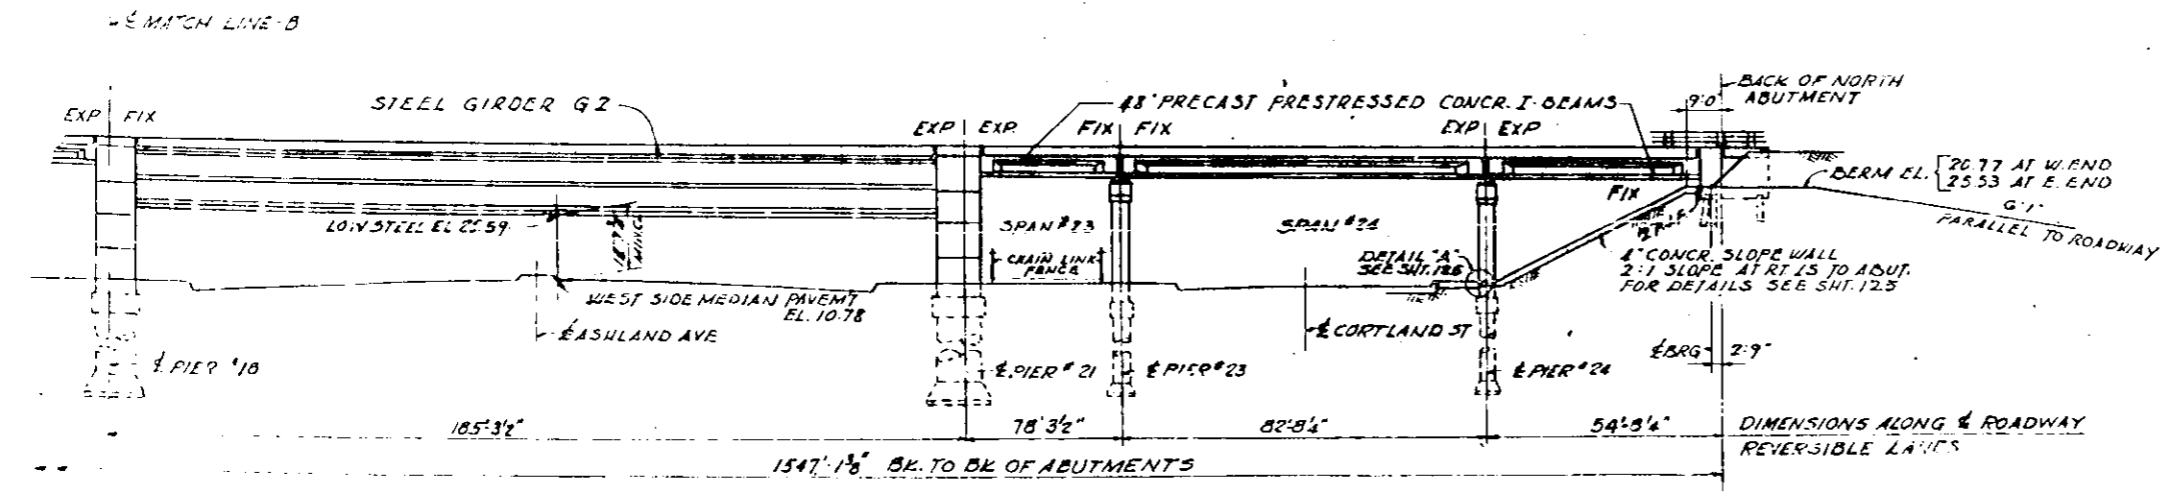 ℄ MATCH LINE-B
BACK OF NORTH
ABUTMENT
9'-0"
STEEL GIRDER G2
48" PRECAST PRESTRESSED CONCR. I-BEAMS
EXP FIX
EXP EXP.
FIX FIX
EXP EXP
FIX
BERM EL. { 20.77 AT W. END
25.53 AT E. END
PARALLEL TO ROADWAY
LOW STEEL EL 25.59
SPAN #23
SPAN #24
CHAIN LINK
FENCE
DETAIL "A"
SEE SHT.
4" CONCR. SLOPE WALL
2:1 SLOPE AT RT. LS TO ABUT.
FOR DETAILS SEE SHT. 125
WEST SIDE MEDIAN PAVEM'T
EL. 10.78
℄ ASHLAND AVE
℄ CORTLAND ST
℄ BRG
2'-9"
℄ PIER #18
℄ PIER #21
℄ PIER #23
℄ PIER #24
185'-3½"
78'3½"
82'-8¼"
54'-8¼"
DIMENSIONS ALONG ℄ ROADWAY
REVERSIBLE LANES
1547'-1⅜" BK. TO BK OF ABUTMENTS